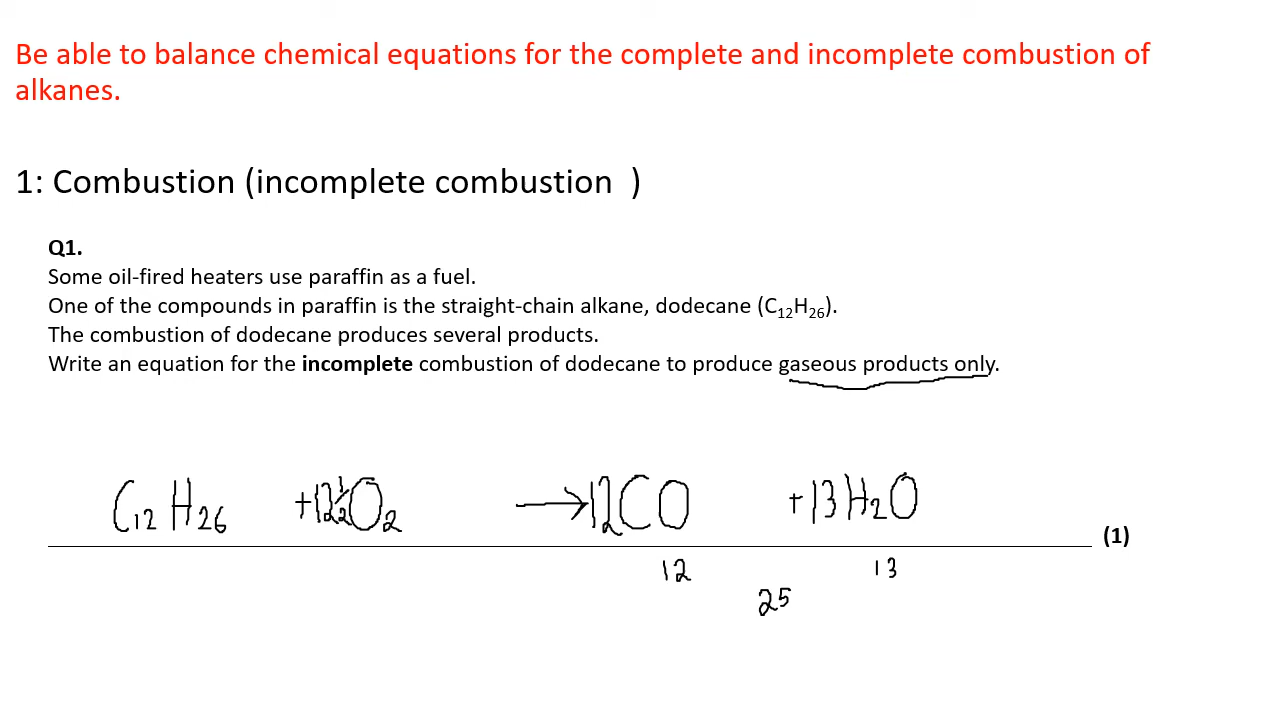 Be able to balance chemical equations for the complete and incomplete combustion of
alkanes.
1: Combustion (incomplete combustion )
Q1.
Some oil-fired heaters use paraffin as a fuel.
One of the compounds in paraffin is the straight-chain alkane, dodecane (C₁₂H₂₆).
The combustion of dodecane produces several products.
Write an equation for the incomplete combustion of dodecane to produce gaseous products only.
C₁₂H₂₆ +12½O₂ → 12CO +13H₂O
(1)
12 13
25